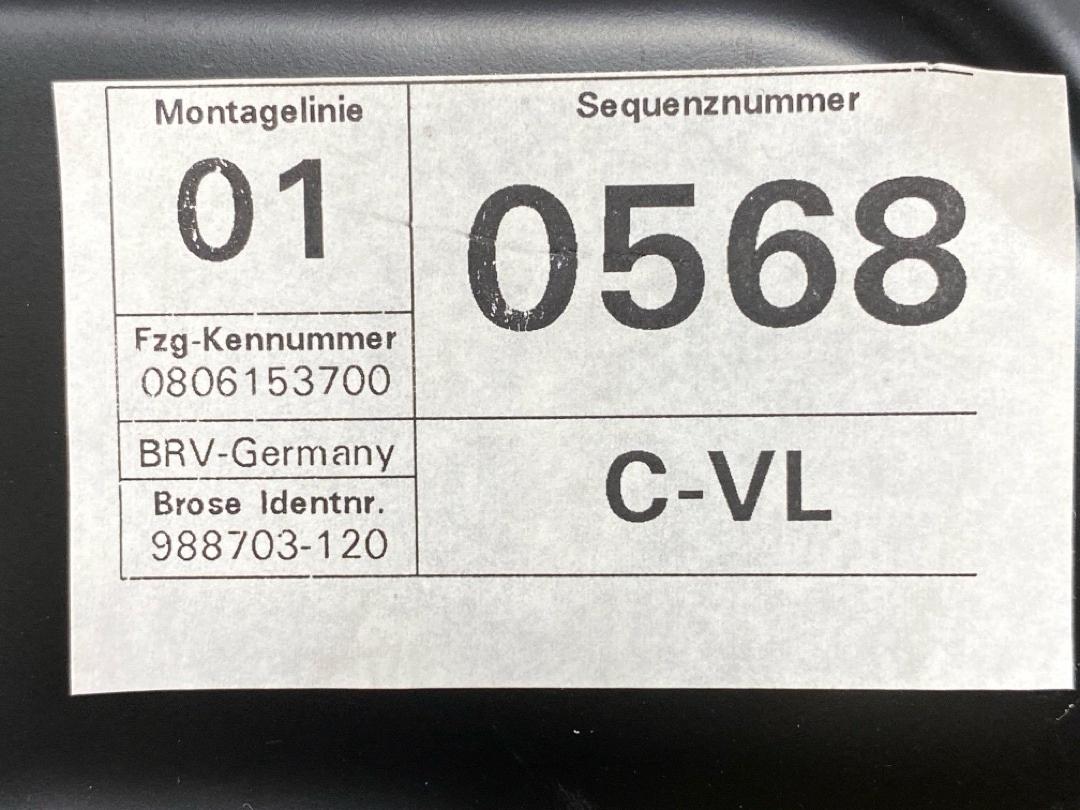 Montagelinie
01
Sequenznummer
0568
Fzg-Kennummer
0806153700
BRV-Germany
Brose Identnr.
988703-120
C-VL